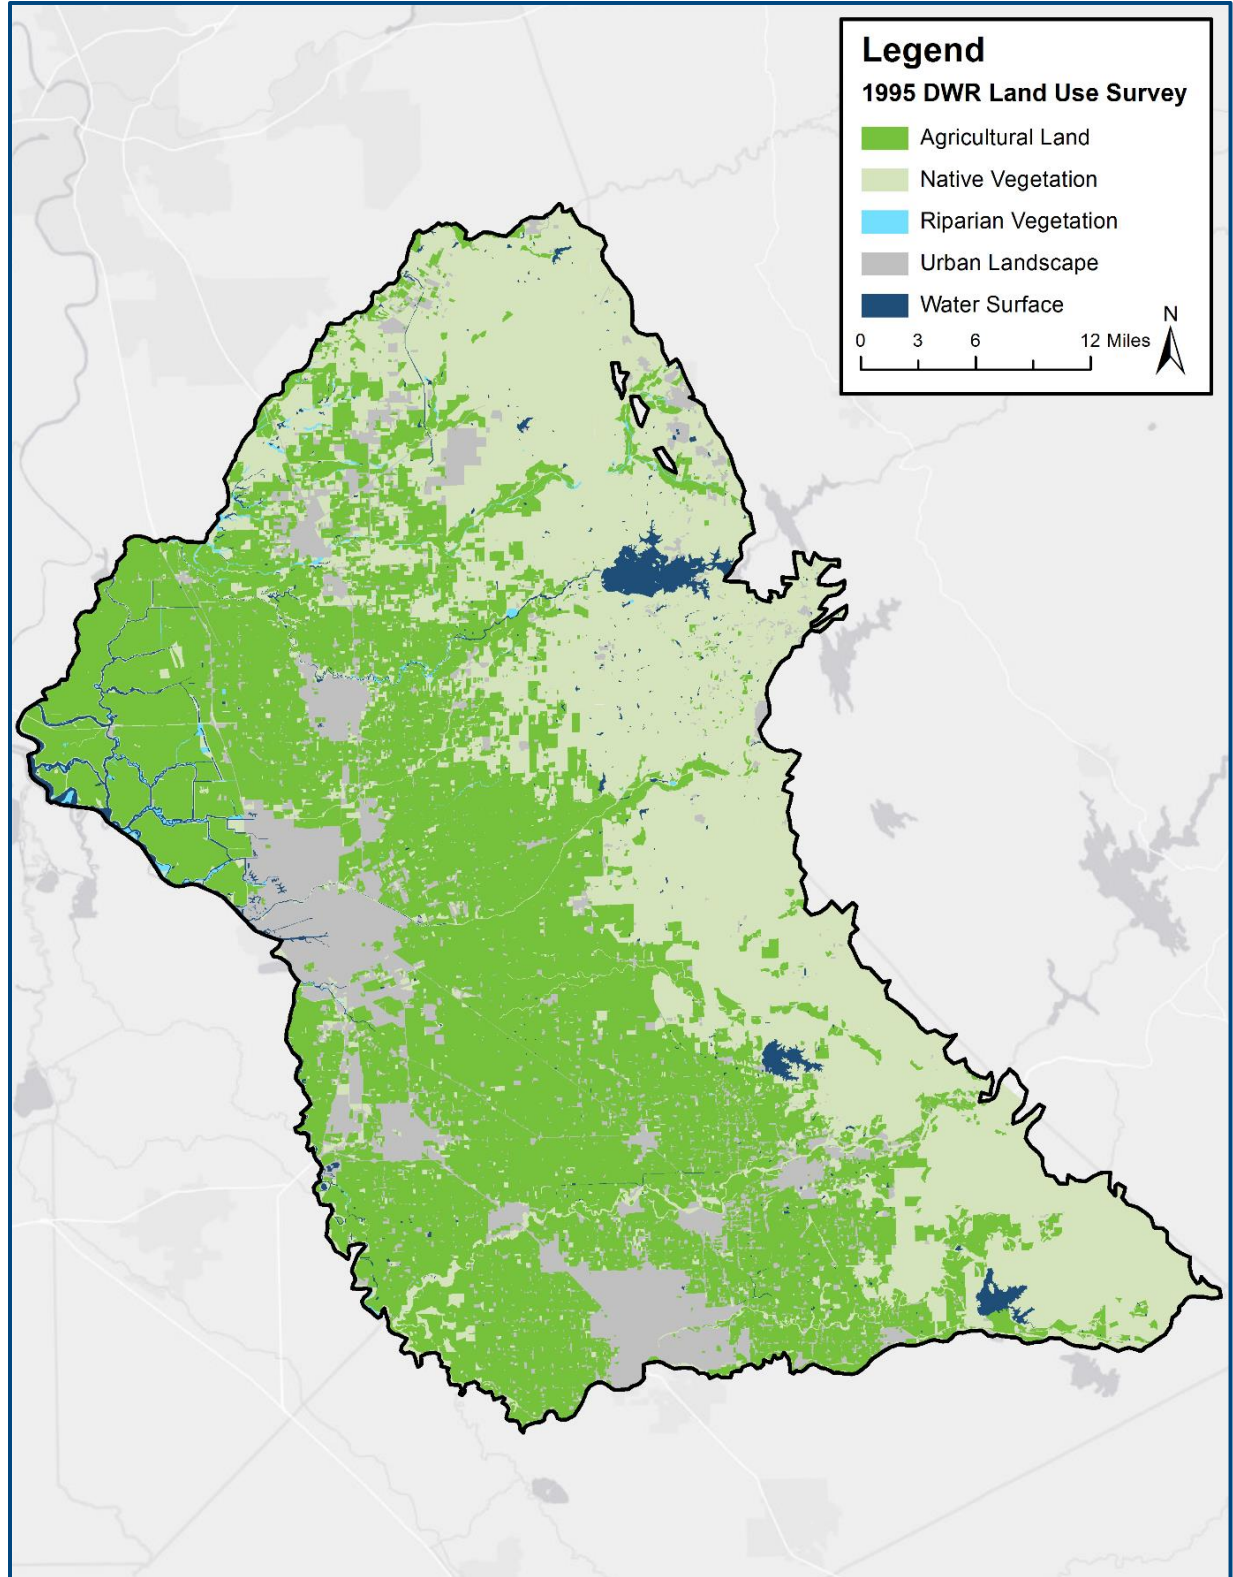 Legend
1995 DWR Land Use Survey
Agricultural Land
Native Vegetation
Riparian Vegetation
Urban Landscape
Water Surface
N
0 3 6 12 Miles